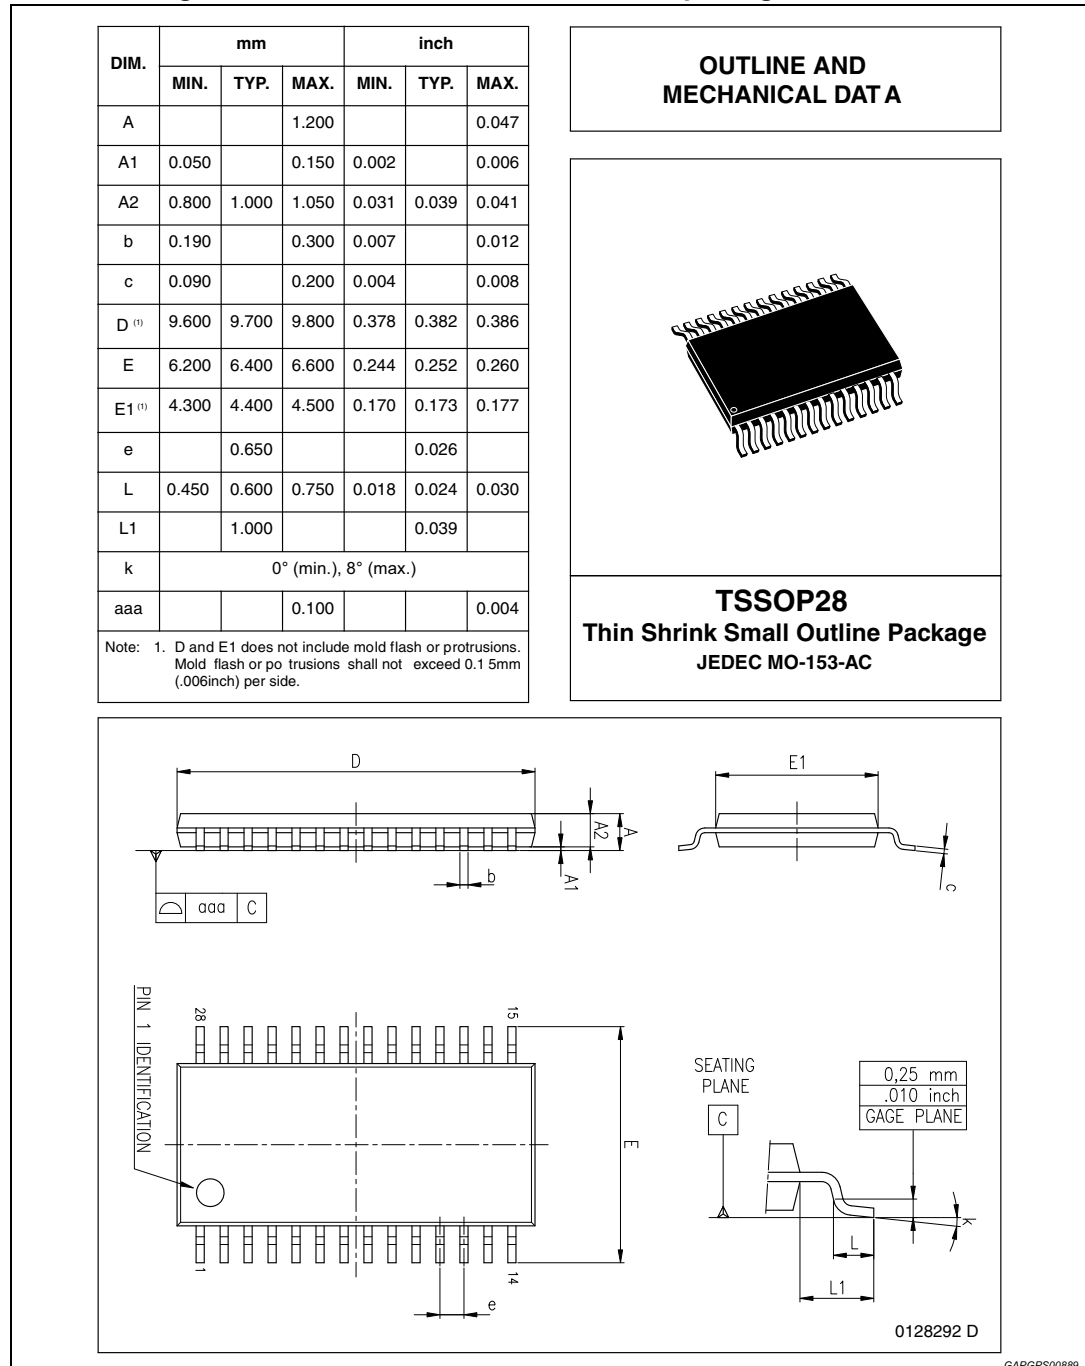 DIM. mm inch
MIN. TYP. MAX. MIN. TYP. MAX.
A 1.200 0.047
A1 0.050 0.150 0.002 0.006
A2 0.800 1.000 1.050 0.031 0.039 0.041
b 0.190 0.300 0.007 0.012
c 0.090 0.200 0.004 0.008
D (1) 9.600 9.700 9.800 0.378 0.382 0.386
E 6.200 6.400 6.600 0.244 0.252 0.260
E1 (1) 4.300 4.400 4.500 0.170 0.173 0.177
e 0.650 0.026
L 0.450 0.600 0.750 0.018 0.024 0.030
L1 1.000 0.039
k 0° (min.), 8° (max.)
aaa 0.100 0.004
Note: 1. D and E1 does not include mold flash or protrusions.
Mold flash or po trusions shall not exceed 0.1 5mm
(.006inch) per side.
OUTLINE AND
MECHANICAL DAT A
TSSOP28
Thin Shrink Small Outline Package
JEDEC MO-153-AC
D
A2
A
A1
b
aaa C
E1
c
PIN 1 IDENTIFICATION
28
15
E
1
14
e
SEATING
PLANE
C
0,25 mm
.010 inch
GAGE PLANE
k
L
L1
0128292 D
GAPGPS00889